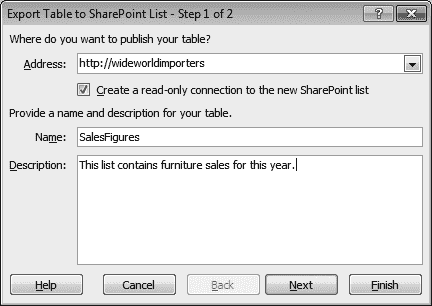 Export Table to SharePoint List - Step 1 of 2
Where do you want to publish your table?
Address: http://wideworldimporters
Create a read-only connection to the new SharePoint list
Provide a name and description for your table.
Name: SalesFigures
Description: This list contains furniture sales for this year.
Help Cancel Back Next Finish